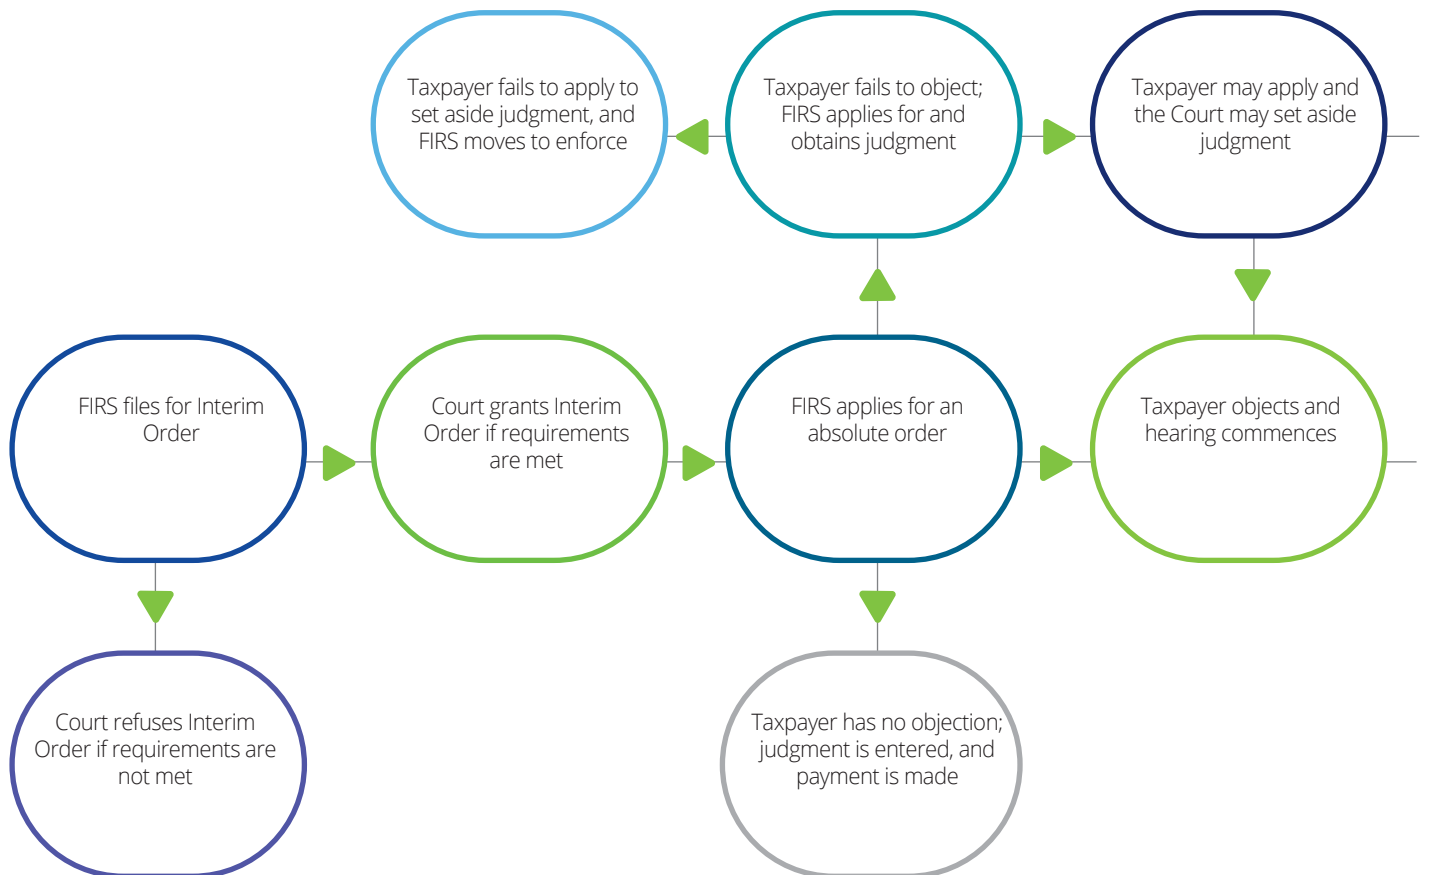 Taxpayer fails to apply to
set aside judgment, and
FIRS moves to enforce
Taxpayer fails to object;
FIRS applies for and
obtains judgment
Taxpayer may apply and
the Court may set aside
judgment
FIRS files for Interim
Order
Court grants Interim
Order if requirements
are met
FIRS applies for an
absolute order
Taxpayer objects and
hearing commences
Court refuses Interim
Order if requirements are
not met
Taxpayer has no objection;
judgment is entered, and
payment is made